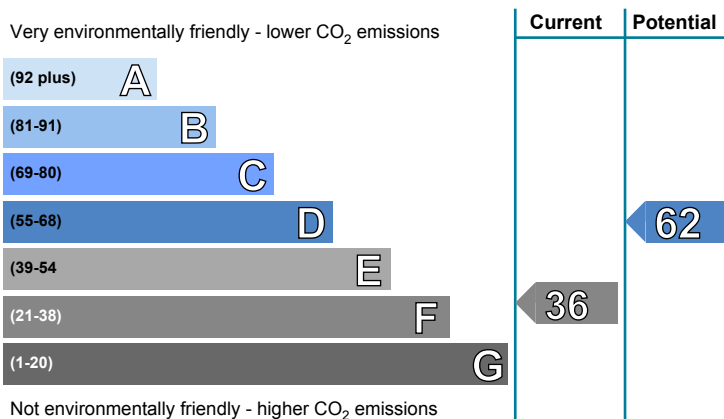 Current Potential
Very environmentally friendly - lower CO2 emissions
(92 plus) A
(81-91) B
(69-80) C
(55-68) D
62
(39-54 E
(21-38) F
36
(1-20) G
Not environmentally friendly - higher CO2 emissions